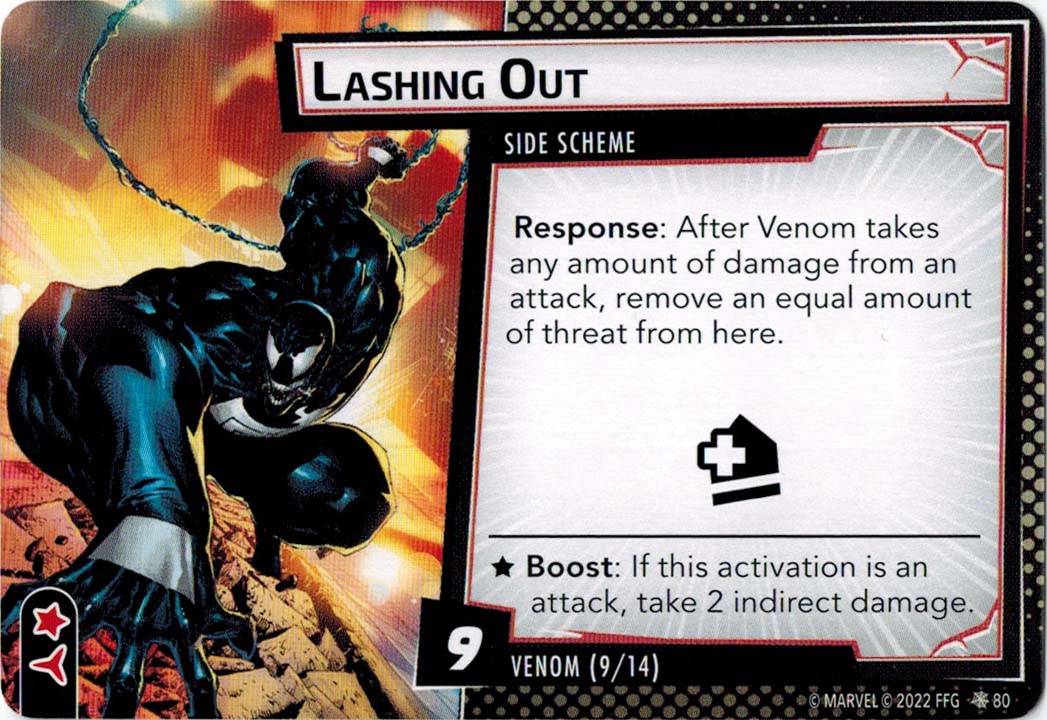 LASHING OUT
SIDE SCHEME
Response: After Venom takes
any amount of damage from an
attack, remove an equal amount
of threat from here.
★ Boost: If this activation is an
attack, take 2 indirect damage.
9
VENOM (9/14)
© MARVEL © 2022 FFG 80